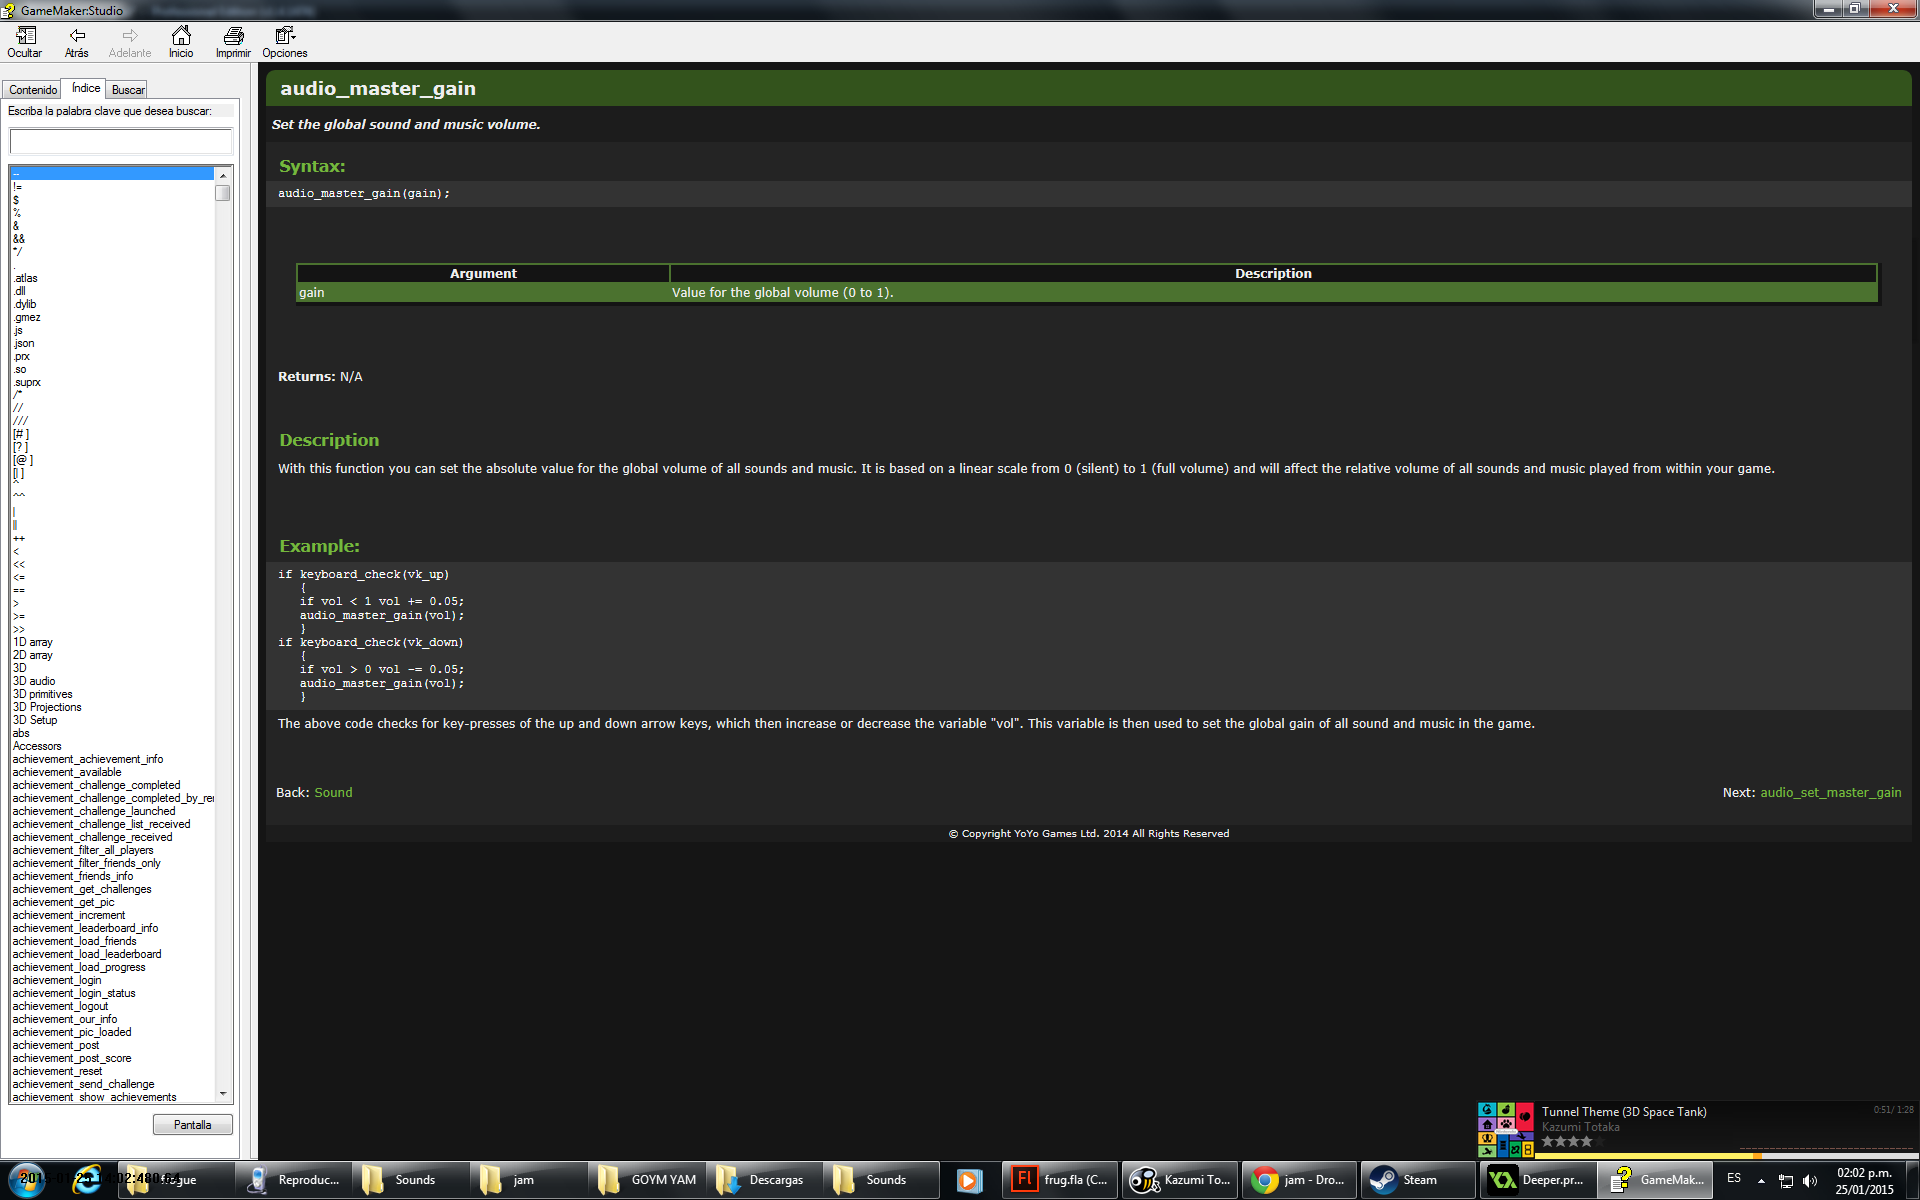 GameMaker:Studio
Ocultar
Atrás
Adelante
Inicio
Imprimir
Opciones
Contenido
Índice
Buscar
Escriba la palabra clave que desea buscar:
--
!=
$
%
&
&&
*/
.
.atlas
.dll
.dylib
.gmez
.js
.json
.prx
.so
.suprx
/*
//
///
[# ]
[? ]
[@ ]
[| ]
^
^^
|
||
++
<
<<
<=
==
>
>=
>>
1D array
2D array
3D
3D audio
3D primitives
3D Projections
3D Setup
abs
Accessors
achievement_achievement_info
achievement_available
achievement_challenge_completed
achievement_challenge_completed_by_rei
achievement_challenge_launched
achievement_challenge_list_received
achievement_challenge_received
achievement_filter_all_players
achievement_filter_friends_only
achievement_friends_info
achievement_get_challenges
achievement_get_pic
achievement_increment
achievement_leaderboard_info
achievement_load_friends
achievement_load_leaderboard
achievement_load_progress
achievement_login
achievement_login_status
achievement_logout
achievement_our_info
achievement_pic_loaded
achievement_post
achievement_post_score
achievement_reset
achievement_send_challenge
achievement_show_achievements
Pantalla
audio_master_gain
Set the global sound and music volume.
Syntax:
audio_master_gain(gain);
Argument Description
gain Value for the global volume (0 to 1).
Returns: N/A
Description
With this function you can set the absolute value for the global volume of all sounds and music. It is based on a linear scale from 0 (silent) to 1 (full volume) and will affect the relative volume of all sounds and music played from within your game.
Example:
if keyboard_check(vk_up)
{
if vol < 1 vol += 0.05;
audio_master_gain(vol);
}
if keyboard_check(vk_down)
{
if vol > 0 vol -= 0.05;
audio_master_gain(vol);
}
The above code checks for key-presses of the up and down arrow keys, which then increase or decrease the variable "vol". This variable is then used to set the global gain of all sound and music in the game.
Back: Sound
Next: audio_set_master_gain
© Copyright YoYo Games Ltd. 2014 All Rights Reserved
Tunnel Theme (3D Space Tank)
0:51/ 1:28
Kazumi Totaka
Reproduc...
Sounds
jam
GOYM YAM
Descargas
Sounds
Fl
frug.fla (C...
Kazumi To...
jam - Dro...
Steam
Deeper.pr...
GameMak...
ES
02:02 p.m.
25/01/2015